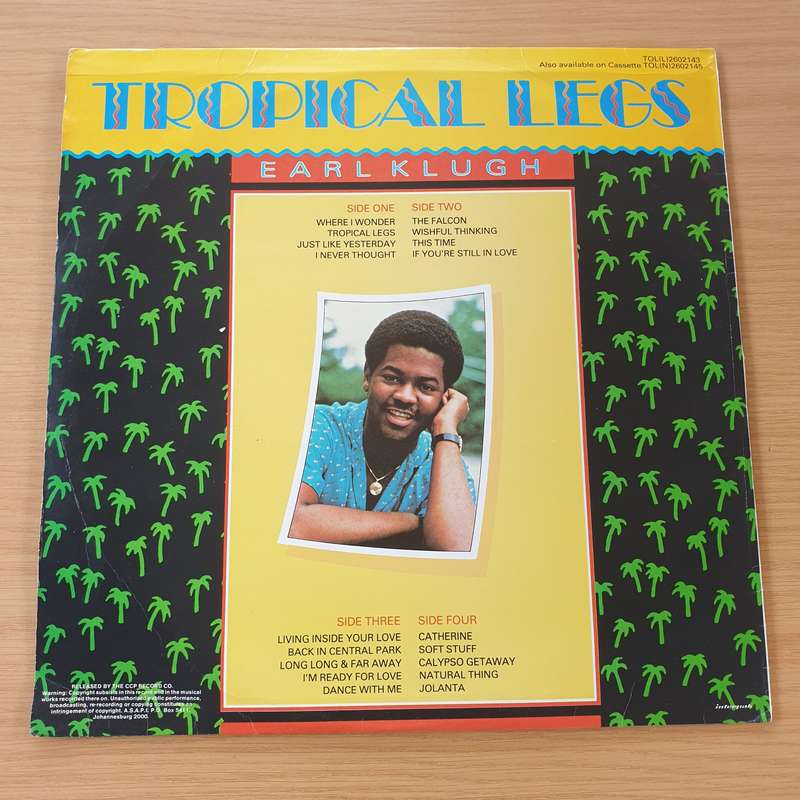 TOL(L)2602143
Also available on Cassette TOL(N)2602145
TROPICAL LEGS
EARL KLUGH
SIDE ONE
WHERE I WONDER
TROPICAL LEGS
JUST LIKE YESTERDAY
I NEVER THOUGHT
SIDE TWO
THE FALCON
WISHFUL THINKING
THIS TIME
IF YOU'RE STILL IN LOVE
SIDE THREE
LIVING INSIDE YOUR LOVE
BACK IN CENTRAL PARK
LONG LONG & FAR AWAY
I'M READY FOR LOVE
DANCE WITH ME
SIDE FOUR
CATHERINE
SOFT STUFF
CALYPSO GETAWAY
NATURAL THING
JOLANTA
RELEASED BY THE CCP RECORD CO.
Warning: Copyright subsists in this record and in the musical
works recorded there on. Unauthorised public performance,
broadcasting, re-recording or copying constitutes an
infringement of copyright. A.S.A.P.I. P.O. Box
Johannesburg 2000.